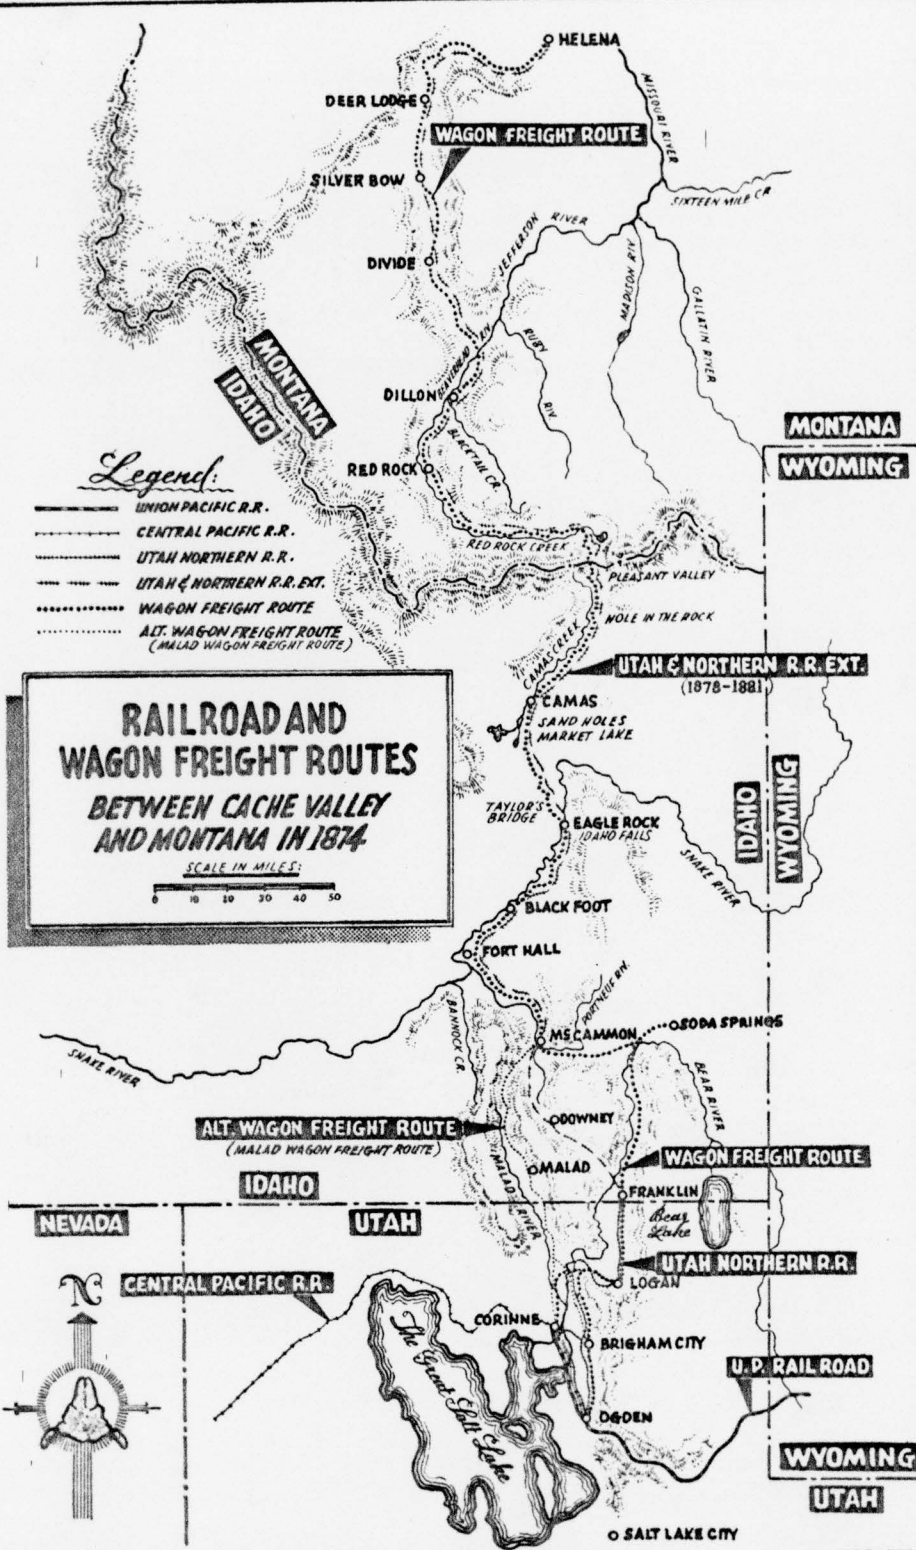 HELENA
DEER LODGE
MISSOURI RIVER
WAGON FREIGHT ROUTE
SILVER BOW
SIXTEEN MILE CR.
JEFFERSON RIVER
DIVIDE
MADISON RIV
GALLATIN RIVER
MONTANA
IDAHO
BEAVERHEAD RIV
RUBY RIV
DILLON
BLACKTAIL CR.
MONTANA
WYOMING
RED ROCK
Legend:
UNION PACIFIC R.R.
CENTRAL PACIFIC R.R.
UTAH NORTHERN R.R.
UTAH & NORTHERN R.R. EXT.
WAGON FREIGHT ROUTE
ALT. WAGON FREIGHT ROUTE
(MALAD WAGON FREIGHT ROUTE)
RED ROCK CREEK
PLEASANT VALLEY
HOLE IN THE ROCK
CAMAS CREEK
UTAH & NORTHERN R.R. EXT.
(1878-1881)
CAMAS
SAND HOLES
MARKET LAKE
RAILROAD AND
WAGON FREIGHT ROUTES
BETWEEN CACHE VALLEY
AND MONTANA IN 1874
SCALE IN MILES:
0 10 20 30 40 50
TAYLOR'S
BRIDGE
EAGLE ROCK
IDAHO FALLS
IDAHO
WYOMING
SNAKE RIVER
BLACK FOOT
FORT HALL
PORTNEUF RV.
BANNOCK CR.
McCAMMON
SODA SPRINGS
SNAKE RIVER
BEAR RIVER
ALT WAGON FREIGHT ROUTE
(MALAD WAGON FREIGHT ROUTE)
DOWNEY
MALAD RIVER
MALAD
WAGON FREIGHT ROUTE
IDAHO
FRANKLIN
NEVADA
UTAH
Bear
Lake
UTAH NORTHERN R.R.
LOGAN
N
CENTRAL PACIFIC R.R.
CORINNE
BRIGHAM CITY
The Great Salt Lake
U.P. RAIL ROAD
OGDEN
WYOMING
UTAH
SALT LAKE CITY